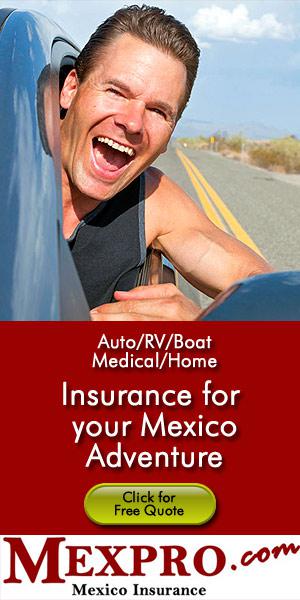 Auto/RV/Boat
Medical/Home
Insurance for
your Mexico
Adventure
Click for
Free Quote
MEXPRO.com
Mexico Insurance